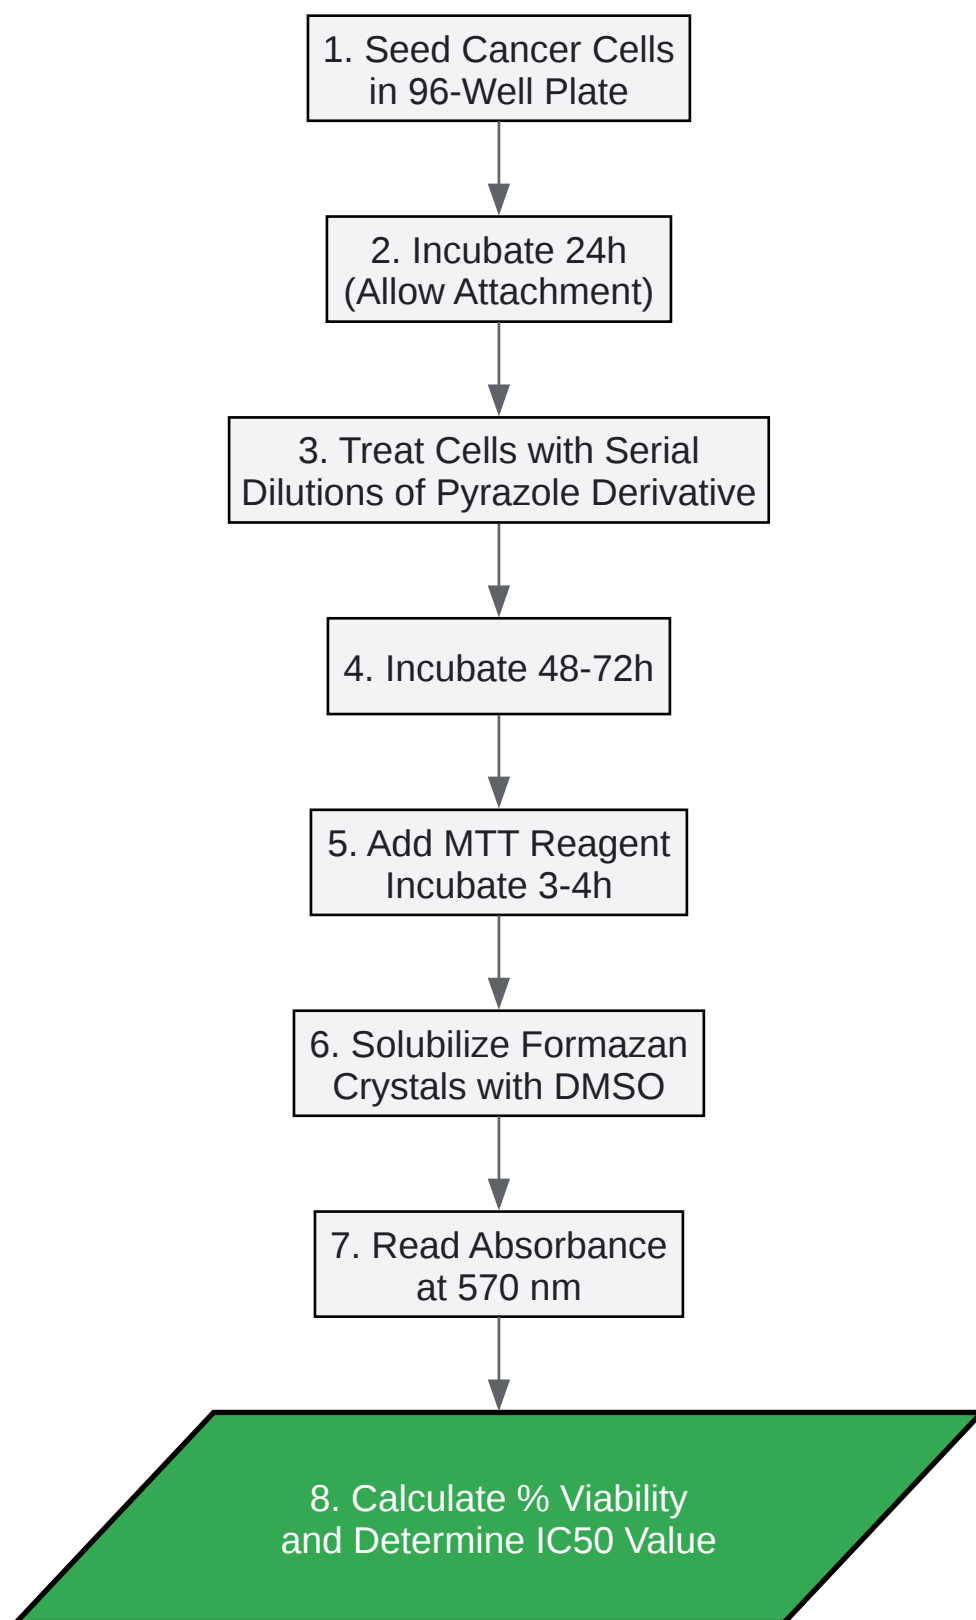 1. Seed Cancer Cells
in 96-Well Plate
2. Incubate 24h
(Allow Attachment)
3. Treat Cells with Serial
Dilutions of Pyrazole Derivative
4. Incubate 48-72h
5. Add MTT Reagent
Incubate 3-4h
6. Solubilize Formazan
Crystals with DMSO
7. Read Absorbance
at 570 nm
8. Calculate % Viability
and Determine IC50 Value